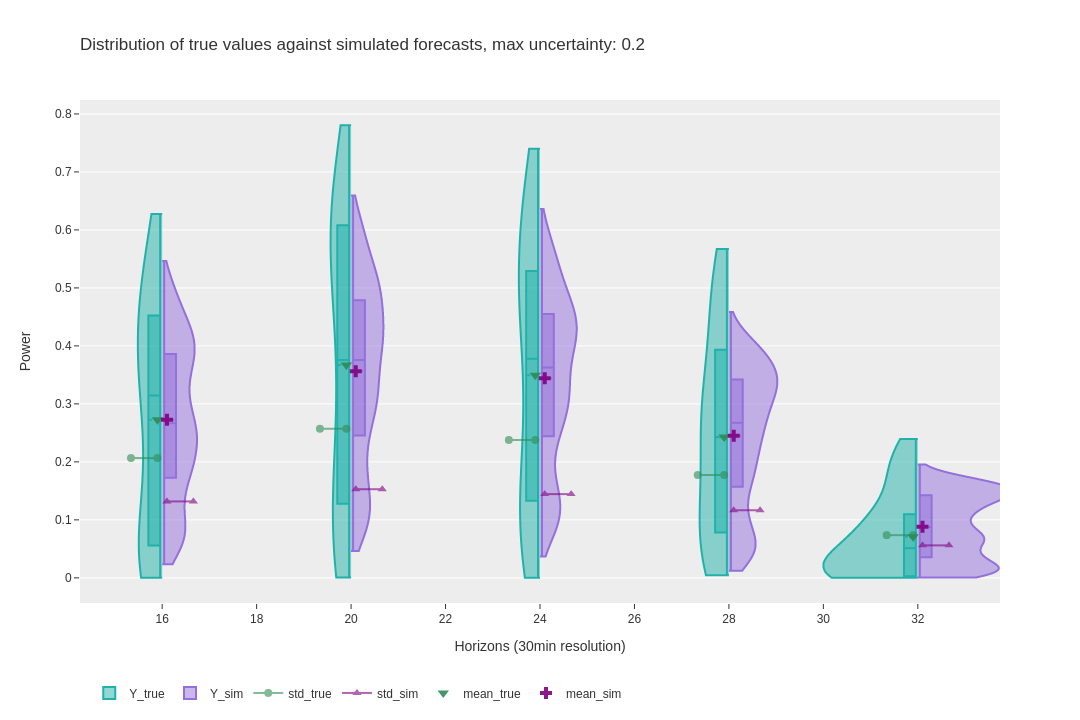 Distribution of true values against simulated forecasts, max uncertainty: 0.2
0.8
0.7
0.6
0.5
0.4
0.3
0.2
0.1
0
Power
16 18 20 22 24 26 28 30 32
Horizons (30min resolution)
Y_true Y_sim std_true std_sim mean_true mean_sim